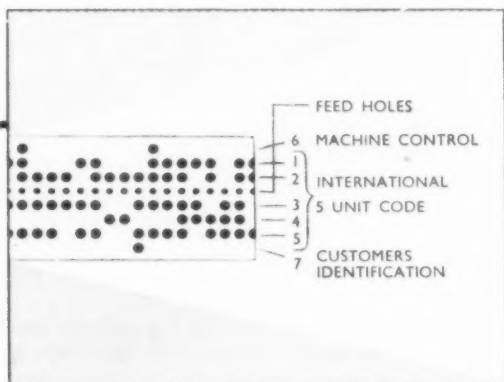 FEED HOLES
6 MACHINE CONTROL
1
2 INTERNATIONAL
3 5 UNIT CODE
4
5
7 CUSTOMERS
IDENTIFICATION